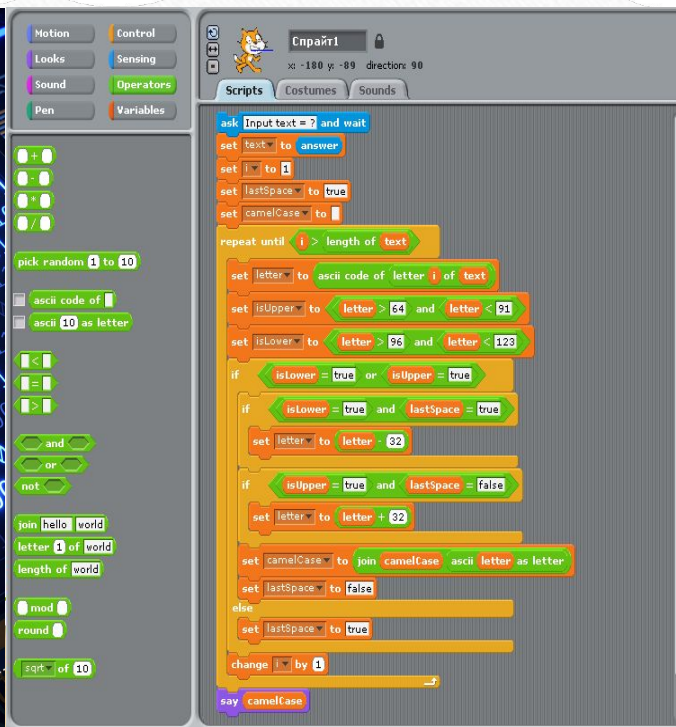 Motion Control
Looks Sensing
Sound Operators
Pen Variables
+
-
*
/
pick random 1 to 10
ascii code of
ascii 10 as letter
<
=
>
and
or
not
join hello world
letter 1 of world
length of world
mod
round
sqrt of 10
Спрайт1
x: -180 y: -89 direction: 90
Scripts Costumes Sounds
ask Input text = ? and wait
set text to answer
set i to 1
set lastSpace to true
set camelCase to
repeat until i > length of text
set letter to ascii code of letter i of text
set isUpper to letter > 64 and letter < 91
set isLower to letter > 96 and letter < 123
if isLower = true or isUpper = true
if isLower = true and lastSpace = true
set letter to letter - 32
if isUpper = true and lastSpace = false
set letter to letter + 32
set camelCase to join camelCase ascii letter as letter
set lastSpace to false
else
set lastSpace to true
change i by 1
say camelCase